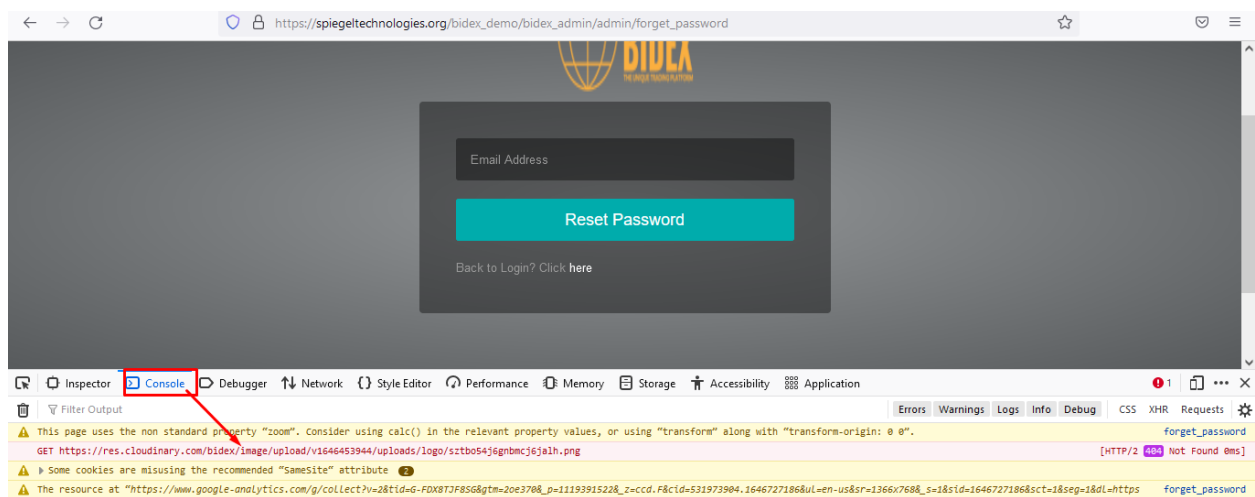 https://spiegeltechnologies.org/bidex_demo/bidex_admin/admin/forget_password
BIDEX
THE UNIQUE TRADING PLATFORM
Email Address
Reset Password
Back to Login? Click here
Inspector Console Debugger Network Style Editor Performance Memory Storage Accessibility Application 1
Filter Output Errors Warnings Logs Info Debug CSS XHR Requests
This page uses the non standard property "zoom". Consider using calc() in the relevant property values, or using "transform" along with "transform-origin: 0 0". forget_password
GET https://res.cloudinary.com/bidex/image/upload/v1646453944/uploads/logo/sztbo54j6gnbmcj6jalh.png [HTTP/2 404 Not Found 0ms]
Some cookies are misusing the recommended "SameSite" attribute 2
The resource at "https://www.google-analytics.com/g/collect?v=2&tid=G-FDX8TJF8SG&gtm=2oe370&_p=1119391522&_z=ccd.F&cid=531973904.1646727186&ul=en-us&sr=1366x768&_s=1&sid=1646727186&sct=1&seg=1&dl=https forget_password